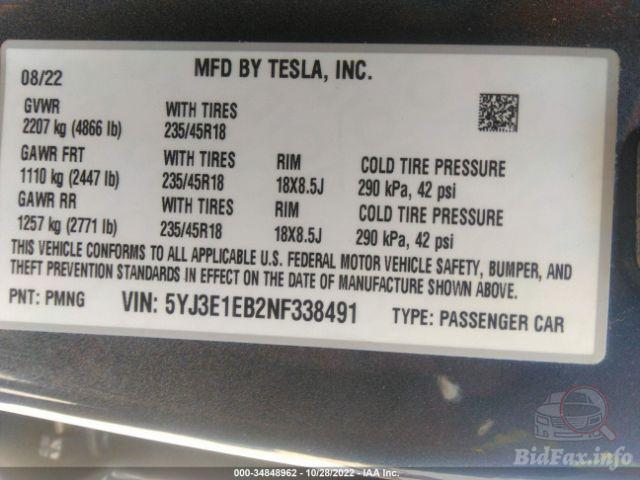 MFD BY TESLA, INC.
08/22
GVWR WITH TIRES
2207 kg (4866 lb) 235/45R18
GAWR FRT WITH TIRES RIM COLD TIRE PRESSURE
1110 kg (2447 lb) 235/45R18 18X8.5J 290 kPa, 42 psi
GAWR RR WITH TIRES RIM COLD TIRE PRESSURE
1257 kg (2771 lb) 235/45R18 18X8.5J 290 kPa, 42 psi
THIS VEHICLE CONFORMS TO ALL APPLICABLE U.S. FEDERAL MOTOR VEHICLE SAFETY, BUMPER, AND
THEFT PREVENTION STANDARDS IN EFFECT ON THE DATE OF MANUFACTURE SHOWN ABOVE.
PNT: PMNG VIN: 5YJ3E1EB2NF338491 TYPE: PASSENGER CAR
BidFax.info
000-34848962 - 10/28/2022 - IAA Inc.